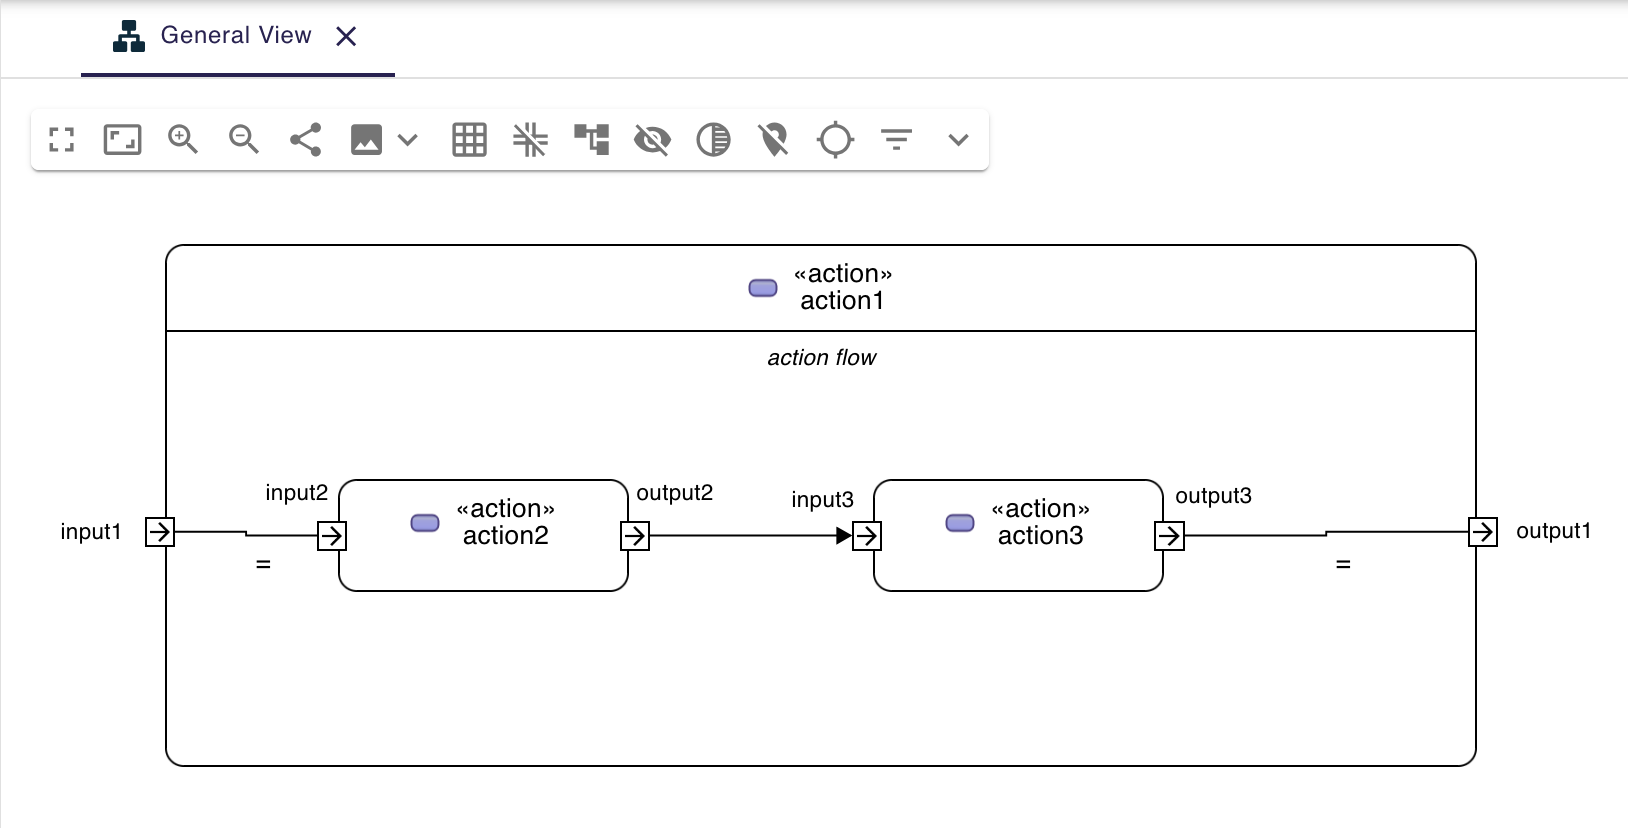 General View
«action»
action1
action flow
input1
=
input2
«action»
action2
output2
input3
«action»
action3
output3
=
output1